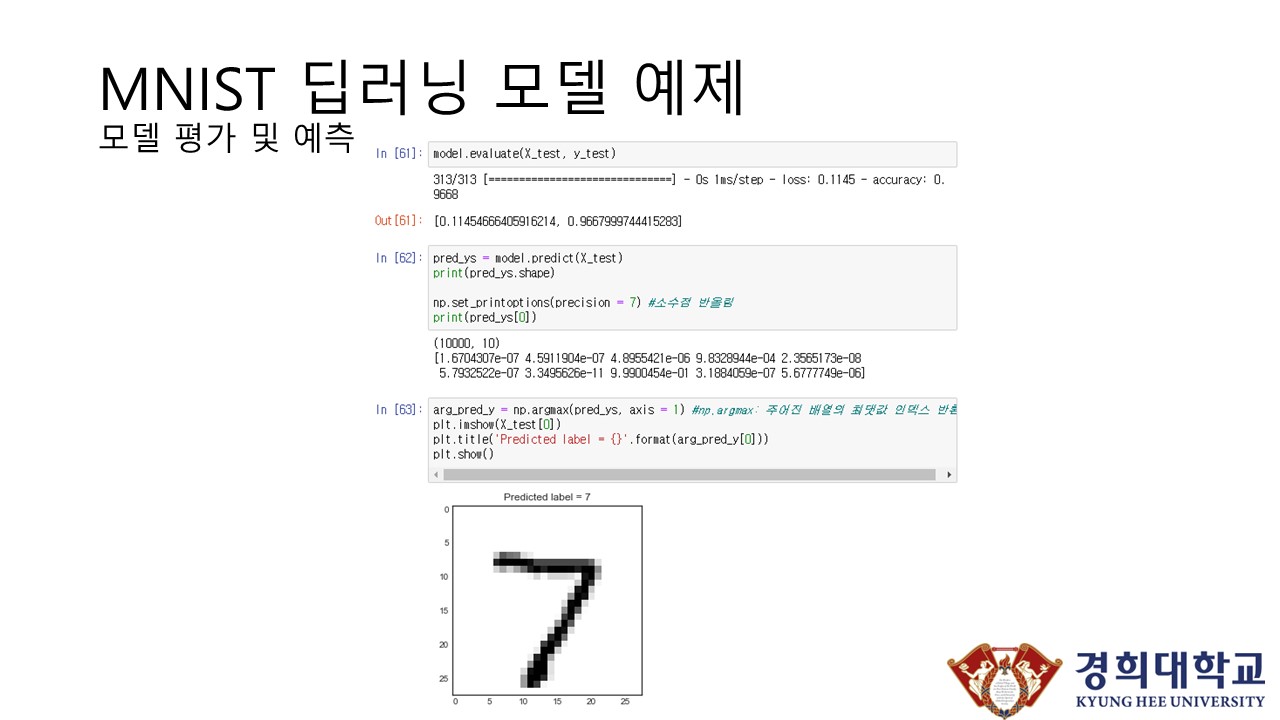 MNIST 딥러닝 모델 예제
모델 평가 및 예측
In [61]: model.evaluate(X_test, y_test)
313/313 [==============================] - 0s 1ms/step - loss: 0.1145 - accuracy: 0.
9668
Out[61]: [0.11454666405916214, 0.9667999744415283]
In [62]: pred_ys = model.predict(X_test)
print(pred_ys.shape)
np.set_printoptions(precision = 7) #소수점 반올림
print(pred_ys[0])
(10000, 10)
[1.6704307e-07 4.5911904e-07 4.8955421e-06 9.8328944e-04 2.3565173e-08
5.7932522e-07 3.3495626e-11 9.9900454e-01 3.1884059e-07 5.6777749e-06]
In [63]: arg_pred_y = np.argmax(pred_ys, axis = 1) #np.argmax: 주어진 배열의 최댓값 인덱스 반환
plt.imshow(X_test[0])
plt.title('Predicted label = {}'.format(arg_pred_y[0]))
plt.show()
Predicted label = 7
0
5
10
15
20
25
0 5 10 15 20 25
경희대학교
KYUNG HEE UNIVERSITY